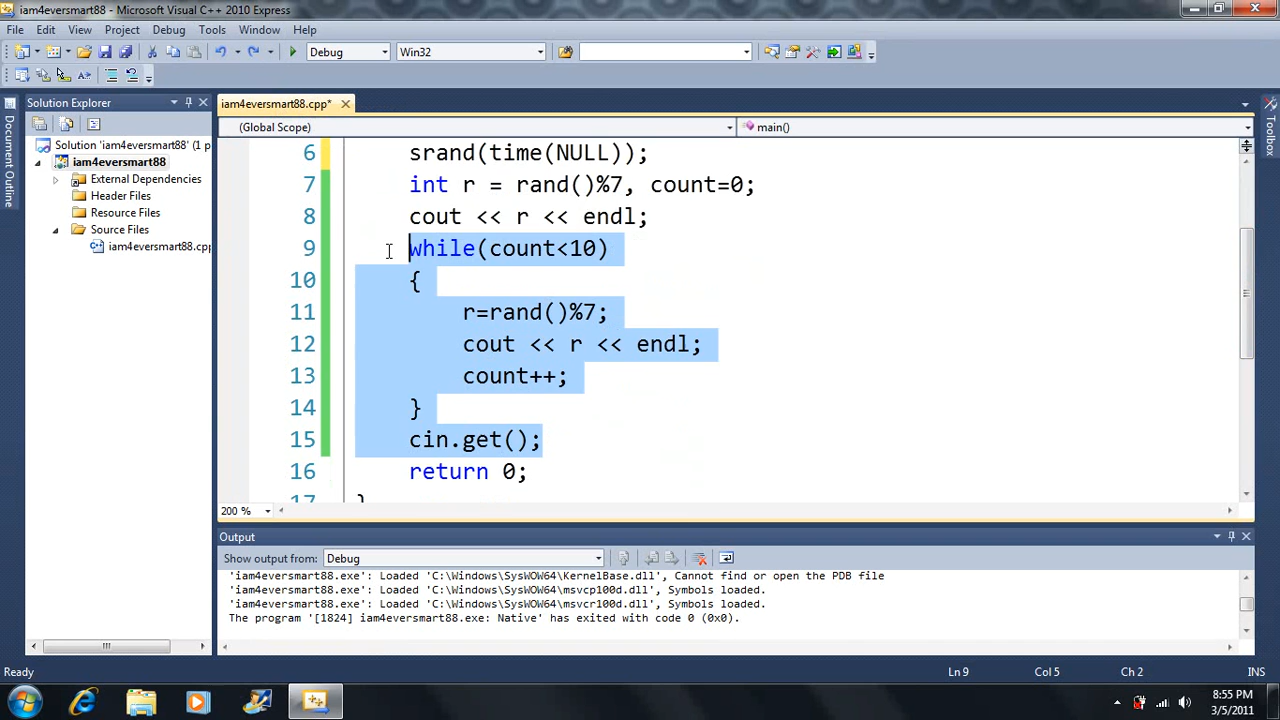 iam4eversmart88 - Microsoft Visual C++ 2010 Express
File Edit View Project Debug Tools Window Help
Debug Win32
Solution Explorer
iam4eversmart88.cpp*
(Global Scope) main()
Document Outline
Toolbox
Solution 'iam4eversmart88' (1 p
iam4eversmart88
External Dependencies
Header Files
Resource Files
Source Files
iam4eversmart88.cpp
6 srand(time(NULL));
7 int r = rand()%7, count=0;
8 cout << r << endl;
9 while(count<10)
10 {
11 r=rand()%7;
12 cout << r << endl;
13 count++;
14 }
15 cin.get();
16 return 0;
17 }
200 %
Output
Show output from: Debug
'iam4eversmart88.exe': Loaded 'C:\Windows\SysWOW64\KernelBase.dll', Cannot find or open the PDB file
'iam4eversmart88.exe': Loaded 'C:\Windows\SysWOW64\msvcp100d.dll', Symbols loaded.
'iam4eversmart88.exe': Loaded 'C:\Windows\SysWOW64\msvcr100d.dll', Symbols loaded.
The program '[1824] iam4eversmart88.exe: Native' has exited with code 0 (0x0).
Ready Ln 9 Col 5 Ch 2 INS
8:55 PM
3/5/2011